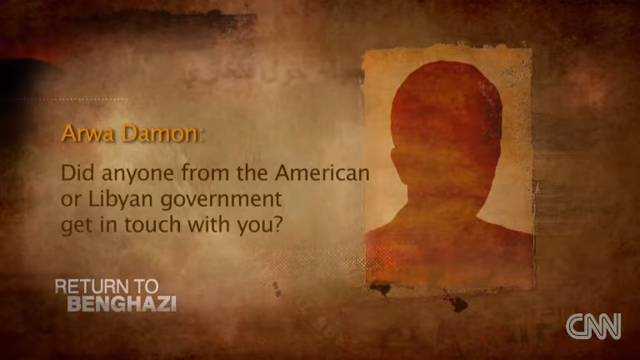 Arwa Damon:
Did anyone from the American
or Libyan government
get in touch with you?
RETURN TO
BENGHAZI
CNN